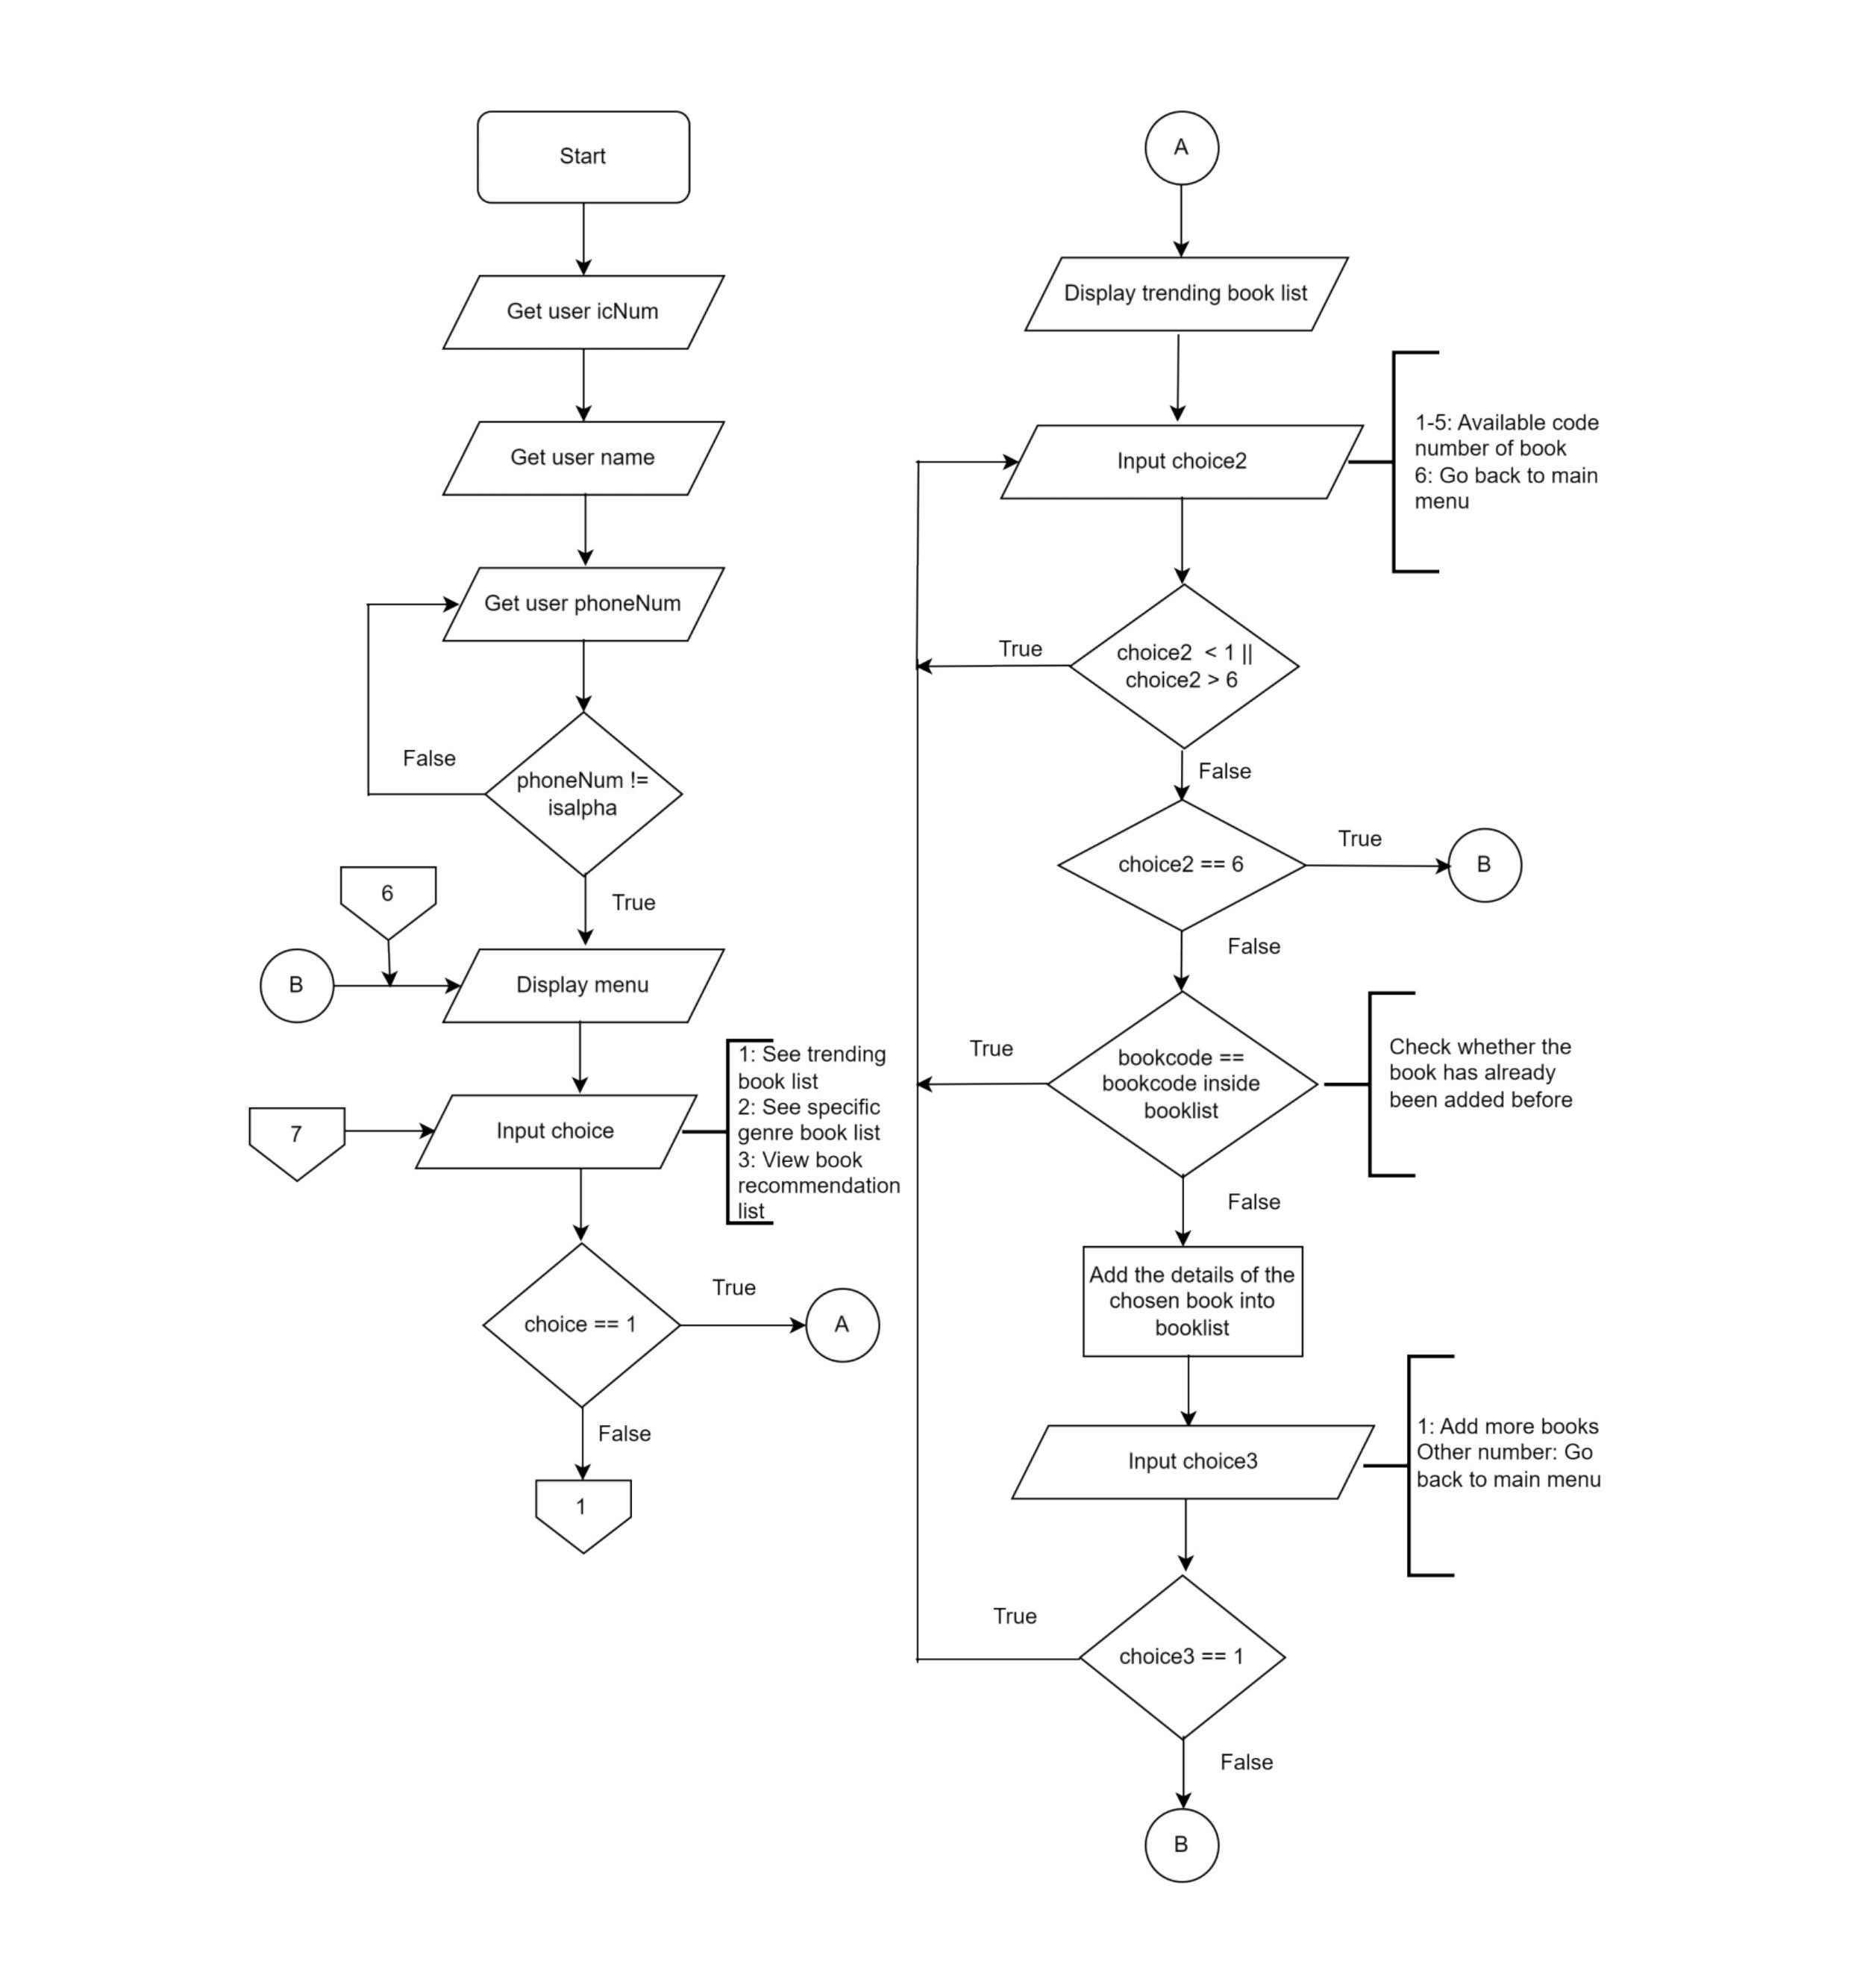 Start
Get user icNum
Get user name
Get user phoneNum
False
phoneNum !=
isalpha
True
6
B
Display menu
7
Input choice
1: See trending
book list
2: See specific
genre book list
3: View book
recommendation
list
choice == 1
True
A
False
1
A
Display trending book list
Input choice2
1-5: Available code
number of book
6: Go back to main
menu
True
choice2 < 1 ||
choice2 > 6
False
choice2 == 6
True
B
False
True
bookcode ==
bookcode inside
booklist
Check whether the
book has already
been added before
False
Add the details of the
chosen book into
booklist
Input choice3
1: Add more books
Other number: Go
back to main menu
True
choice3 == 1
False
B